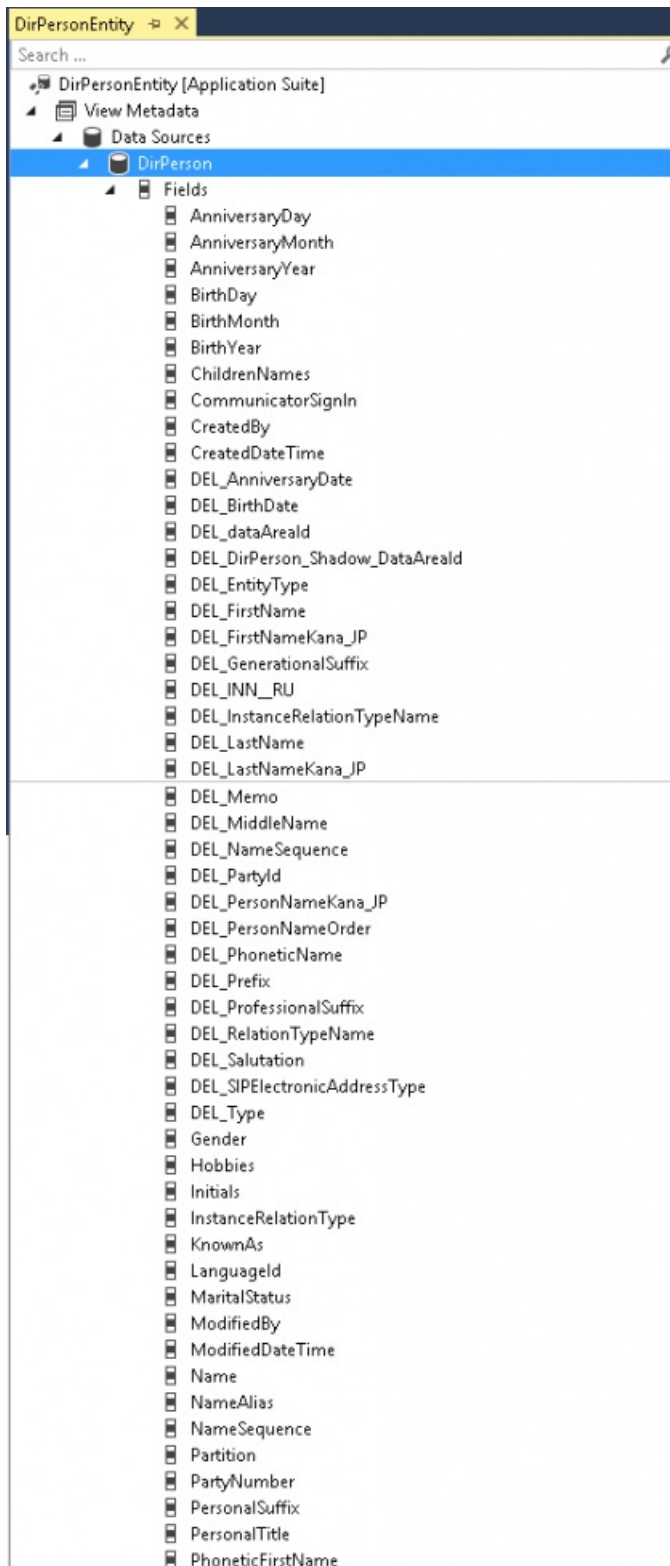 DirPersonEntity
Search ...
DirPersonEntity [Application Suite]
View Metadata
Data Sources
DirPerson
Fields
AnniversaryDay
AnniversaryMonth
AnniversaryYear
BirthDay
BirthMonth
BirthYear
ChildrenNames
CommunicatorSignIn
CreatedBy
CreatedDateTime
DEL_AnniversaryDate
DEL_BirthDate
DEL_dataAreaId
DEL_DirPerson_Shadow_DataAreaId
DEL_EntityType
DEL_FirstName
DEL_FirstNameKana_JP
DEL_GenerationalSuffix
DEL_INN__RU
DEL_InstanceRelationTypeName
DEL_LastName
DEL_LastNameKana_JP
DEL_Memo
DEL_MiddleName
DEL_NameSequence
DEL_PartyId
DEL_PersonNameKana_JP
DEL_PersonNameOrder
DEL_PhoneticName
DEL_Prefix
DEL_ProfessionalSuffix
DEL_RelationTypeName
DEL_Salutation
DEL_SIPElectronicAddressType
DEL_Type
Gender
Hobbies
Initials
InstanceRelationType
KnownAs
LanguageId
MaritalStatus
ModifiedBy
ModifiedDateTime
Name
NameAlias
NameSequence
Partition
PartyNumber
PersonalSuffix
PersonalTitle
PhoneticFirstName